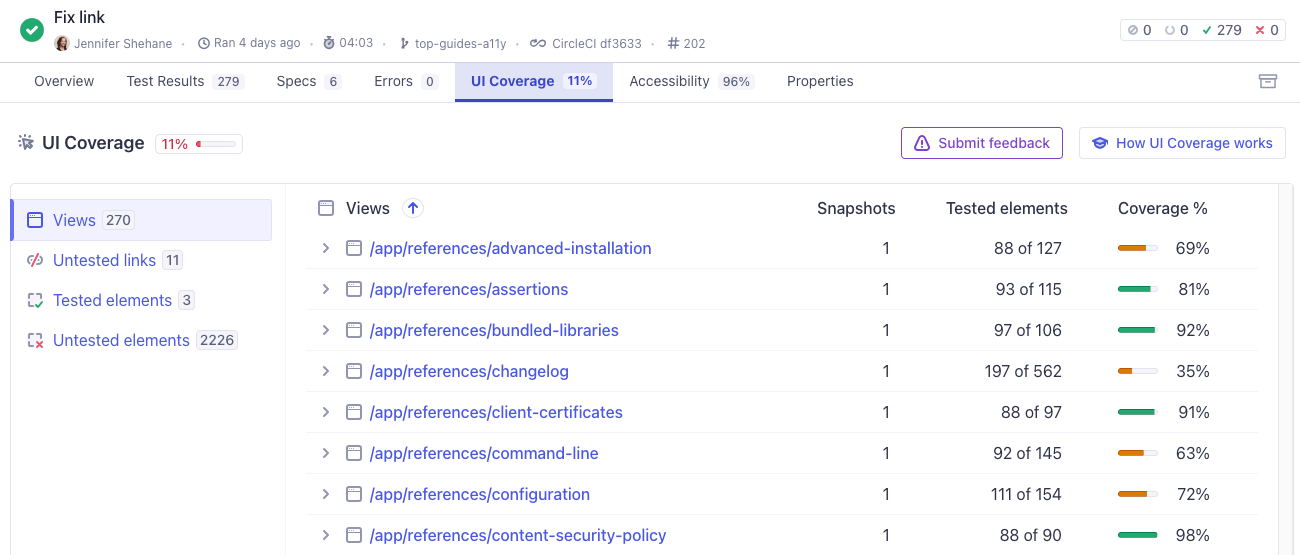 Fix link
Jennifer Shehane · Ran 4 days ago · 04:03 · top-guides-a11y · CircleCI df3633 · # 202
0 0 279 0
Overview Test Results 279 Specs 6 Errors 0 UI Coverage 11% Accessibility 96% Properties
UI Coverage 11%
Submit feedback How UI Coverage works
Views 270
Untested links 11
Tested elements 3
Untested elements 2226
Views Snapshots Tested elements Coverage %
/app/references/advanced-installation 1 88 of 127 69%
/app/references/assertions 1 93 of 115 81%
/app/references/bundled-libraries 1 97 of 106 92%
/app/references/changelog 1 197 of 562 35%
/app/references/client-certificates 1 88 of 97 91%
/app/references/command-line 1 92 of 145 63%
/app/references/configuration 1 111 of 154 72%
/app/references/content-security-policy 1 88 of 90 98%